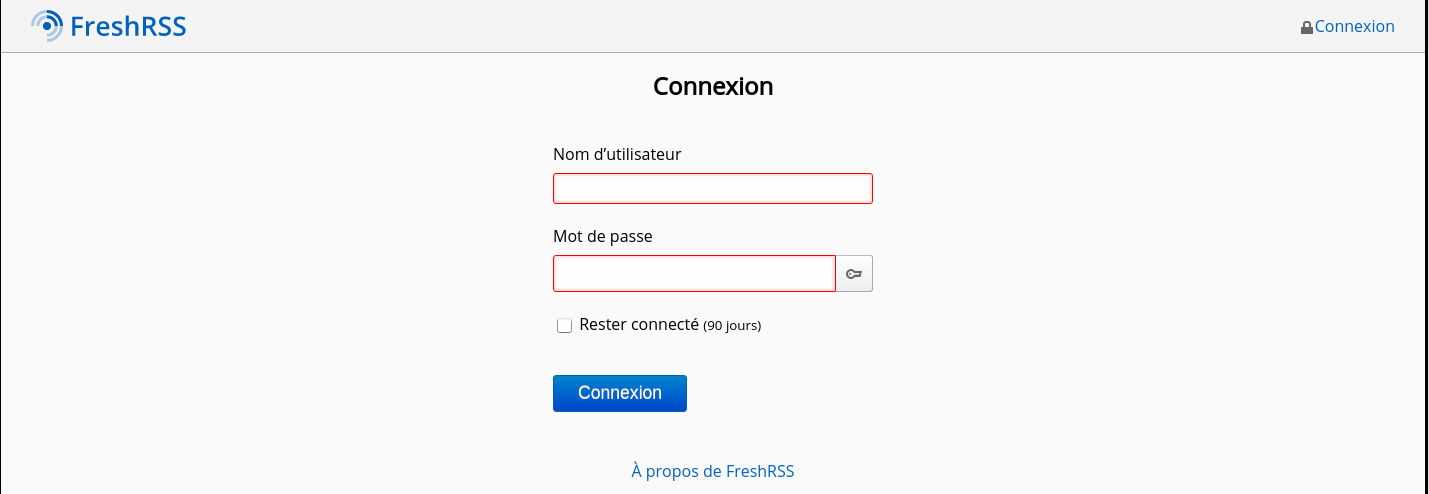 FreshRSS
Connexion
Connexion
Nom d’utilisateur
Mot de passe
Rester connecté (90 jours)
Connexion
À propos de FreshRSS